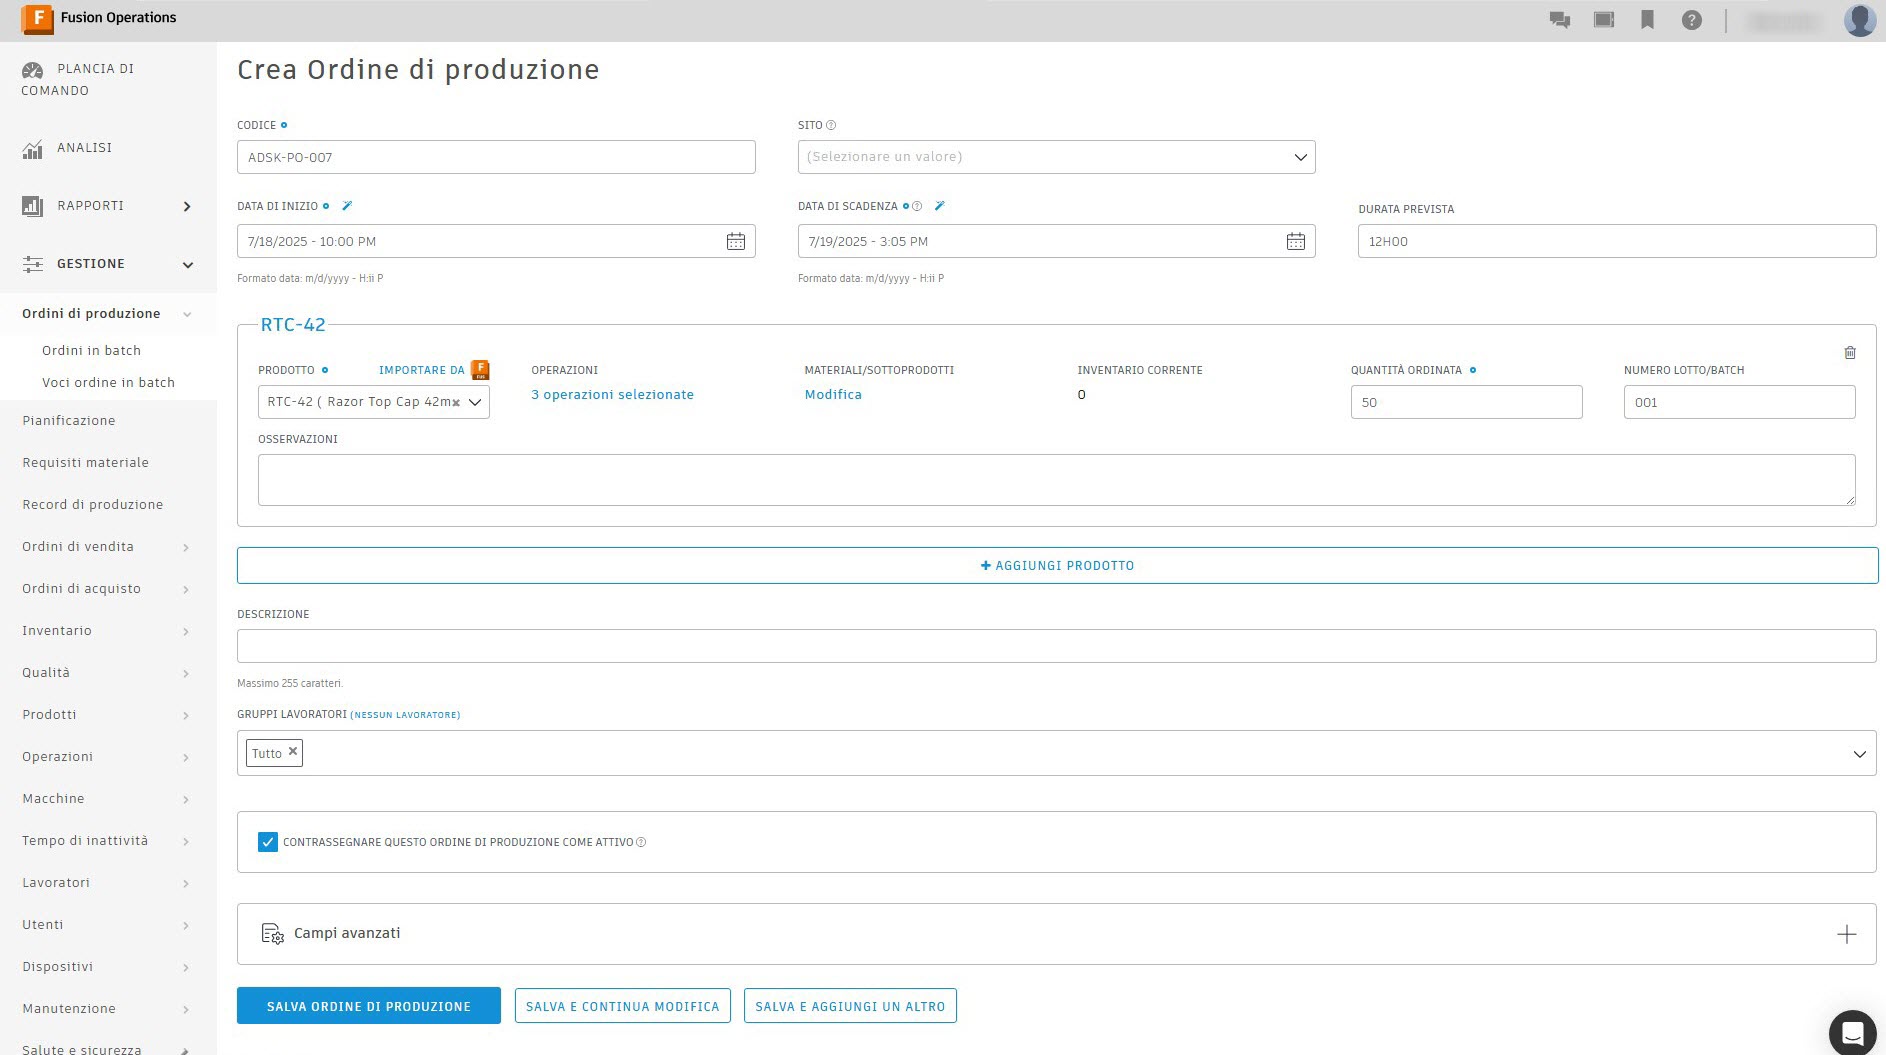 Fusion Operations
PLANCIA DI
COMANDO
ANALISI
RAPPORTI
GESTIONE
Ordini di produzione
Ordini in batch
Voci ordine in batch
Pianificazione
Requisiti materiale
Record di produzione
Ordini di vendita
Ordini di acquisto
Inventario
Qualità
Prodotti
Operazioni
Macchine
Tempo di inattività
Lavoratori
Utenti
Dispositivi
Manutenzione
Salute e sicurezza
Crea Ordine di produzione
CODICE
ADSK-PO-007
SITO
(Selezionare un valore)
DATA DI INIZIO
7/18/2025 - 10:00 PM
Formato data: m/d/yyyy - H:ii P
DATA DI SCADENZA
7/19/2025 - 3:05 PM
Formato data: m/d/yyyy - H:ii P
DURATA PREVISTA
12H00
RTC-42
PRODOTTO IMPORTARE DA
RTC-42 ( Razor Top Cap 42m
OPERAZIONI
3 operazioni selezionate
MATERIALI/SOTTOPRODOTTI
Modifica
INVENTARIO CORRENTE
0
QUANTITÀ ORDINATA
50
NUMERO LOTTO/BATCH
001
OSSERVAZIONI
+ AGGIUNGI PRODOTTO
DESCRIZIONE
Massimo 255 caratteri.
GRUPPI LAVORATORI (NESSUN LAVORATORE)
Tutto
CONTRASSEGNARE QUESTO ORDINE DI PRODUZIONE COME ATTIVO
Campi avanzati
SALVA ORDINE DI PRODUZIONE
SALVA E CONTINUA MODIFICA
SALVA E AGGIUNGI UN ALTRO